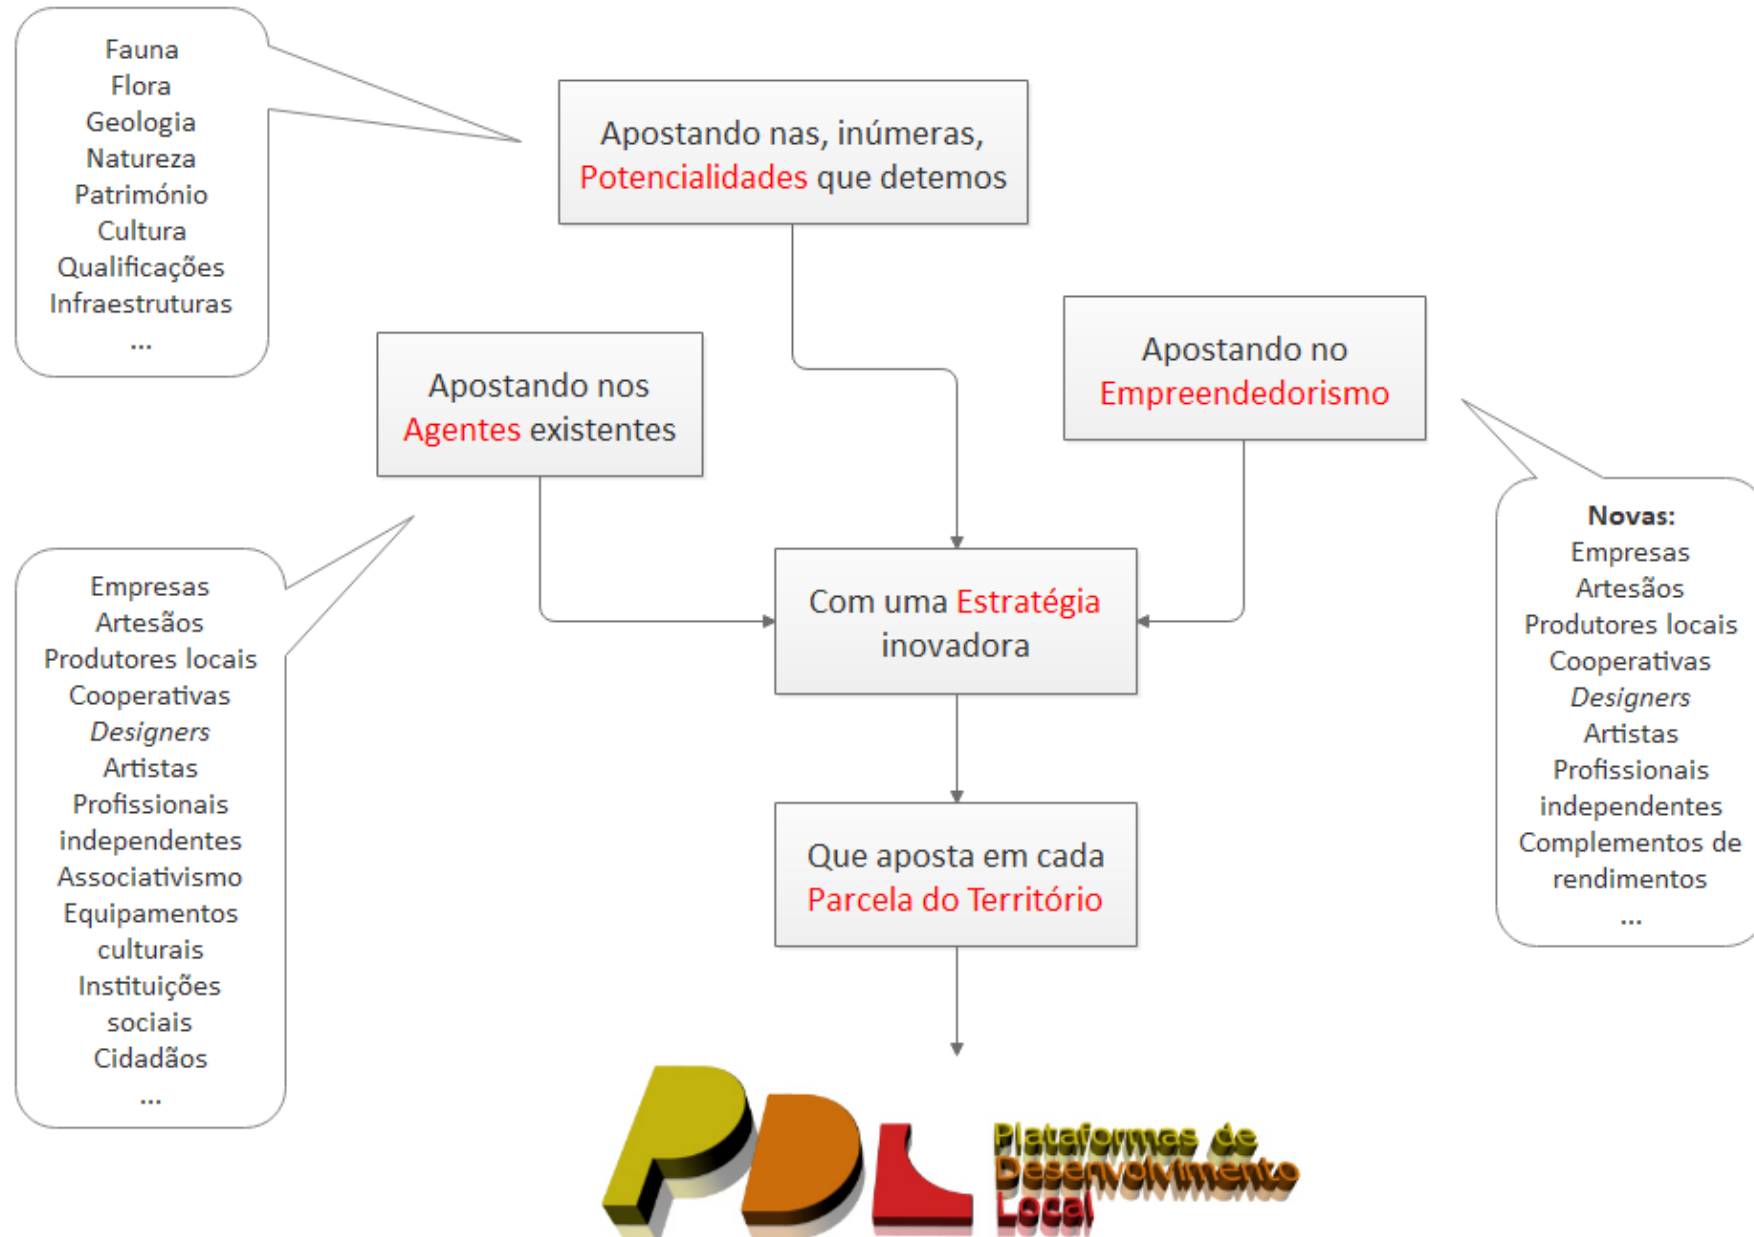 Fauna
Flora
Geologia
Natureza
Património
Cultura
Qualificações
Infraestruturas
...
Apostando nas, inúmeras,
Potencialidades que detemos
Apostando nos
Agentes existentes
Apostando no
Empreendedorismo
Empresas
Artesãos
Produtores locais
Cooperativas
Designers
Artistas
Profissionais
independentes
Associativismo
Equipamentos
culturais
Instituições
sociais
Cidadãos
...
Com uma Estratégia
inovadora
Novas:
Empresas
Artesãos
Produtores locais
Cooperativas
Designers
Artistas
Profissionais
independentes
Complementos de
rendimentos
...
Que aposta em cada
Parcela do Território
PDL
Plataformas de
Desenvolvimento
Local